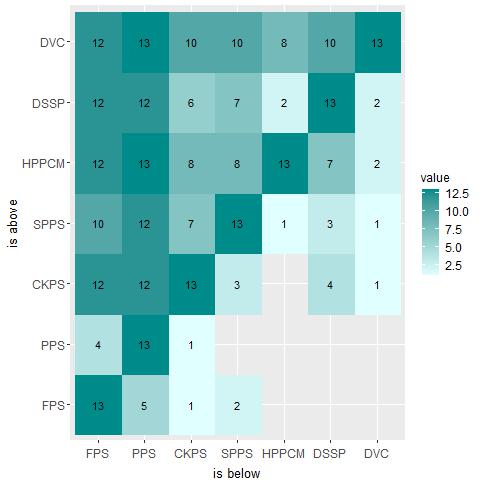 DVC 12 13 10 10 8 10 13
DSSP 12 12 6 7 2 13 2
HPPCM 12 13 8 8 13 7 2
SPPS 10 12 7 13 1 3 1
CKPS 12 12 13 3 4 1
PPS 4 13 1
FPS 13 5 1 2
FPS PPS CKPS SPPS HPPCM DSSP DVC
is below
is above
value
12.5
10.0
7.5
5.0
2.5